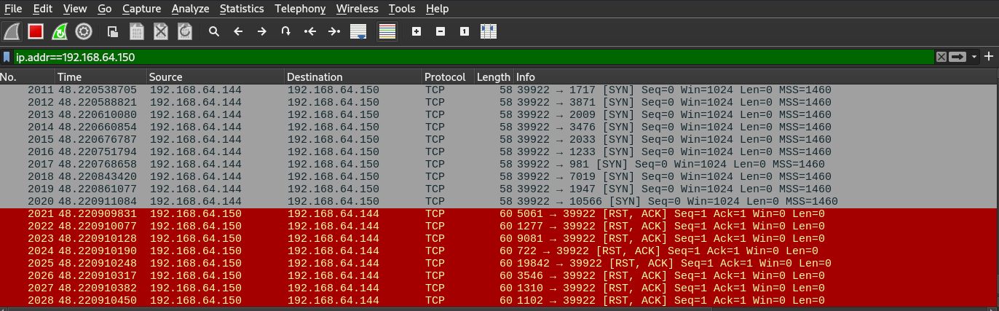 File Edit View Go Capture Analyze Statistics Telephony Wireless Tools Help
ip.addr==192.168.64.150
No. Time Source Destination Protocol Length Info
2011 48.220538705 192.168.64.144 192.168.64.150 TCP 58 39922 → 1717 [SYN] Seq=0 Win=1024 Len=0 MSS=1460
2012 48.220588821 192.168.64.144 192.168.64.150 TCP 58 39922 → 3871 [SYN] Seq=0 Win=1024 Len=0 MSS=1460
2013 48.220610080 192.168.64.144 192.168.64.150 TCP 58 39922 → 2009 [SYN] Seq=0 Win=1024 Len=0 MSS=1460
2014 48.220660854 192.168.64.144 192.168.64.150 TCP 58 39922 → 3476 [SYN] Seq=0 Win=1024 Len=0 MSS=1460
2015 48.220676787 192.168.64.144 192.168.64.150 TCP 58 39922 → 2033 [SYN] Seq=0 Win=1024 Len=0 MSS=1460
2016 48.220751794 192.168.64.144 192.168.64.150 TCP 58 39922 → 1233 [SYN] Seq=0 Win=1024 Len=0 MSS=1460
2017 48.220768658 192.168.64.144 192.168.64.150 TCP 58 39922 → 981 [SYN] Seq=0 Win=1024 Len=0 MSS=1460
2018 48.220843420 192.168.64.144 192.168.64.150 TCP 58 39922 → 7019 [SYN] Seq=0 Win=1024 Len=0 MSS=1460
2019 48.220861077 192.168.64.144 192.168.64.150 TCP 58 39922 → 1947 [SYN] Seq=0 Win=1024 Len=0 MSS=1460
2020 48.220911084 192.168.64.144 192.168.64.150 TCP 58 39922 → 10566 [SYN] Seq=0 Win=1024 Len=0 MSS=1460
2021 48.220909831 192.168.64.150 192.168.64.144 TCP 60 5061 → 39922 [RST, ACK] Seq=1 Ack=1 Win=0 Len=0
2022 48.220910077 192.168.64.150 192.168.64.144 TCP 60 1277 → 39922 [RST, ACK] Seq=1 Ack=1 Win=0 Len=0
2023 48.220910128 192.168.64.150 192.168.64.144 TCP 60 9081 → 39922 [RST, ACK] Seq=1 Ack=1 Win=0 Len=0
2024 48.220910190 192.168.64.150 192.168.64.144 TCP 60 722 → 39922 [RST, ACK] Seq=1 Ack=1 Win=0 Len=0
2025 48.220910248 192.168.64.150 192.168.64.144 TCP 60 19842 → 39922 [RST, ACK] Seq=1 Ack=1 Win=0 Len=0
2026 48.220910317 192.168.64.150 192.168.64.144 TCP 60 3546 → 39922 [RST, ACK] Seq=1 Ack=1 Win=0 Len=0
2027 48.220910382 192.168.64.150 192.168.64.144 TCP 60 1310 → 39922 [RST, ACK] Seq=1 Ack=1 Win=0 Len=0
2028 48.220910450 192.168.64.150 192.168.64.144 TCP 60 1102 → 39922 [RST, ACK] Seq=1 Ack=1 Win=0 Len=0